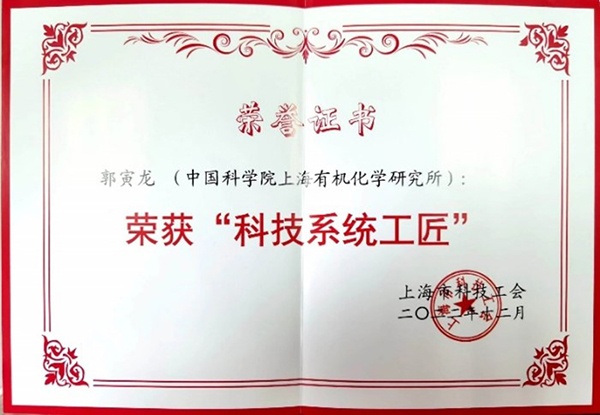 荣誉证书
郭寅龙 （中国科学院上海有机化学研究所）：
荣获“科技系统工匠”
上海市科技工会
二〇二二年十二月